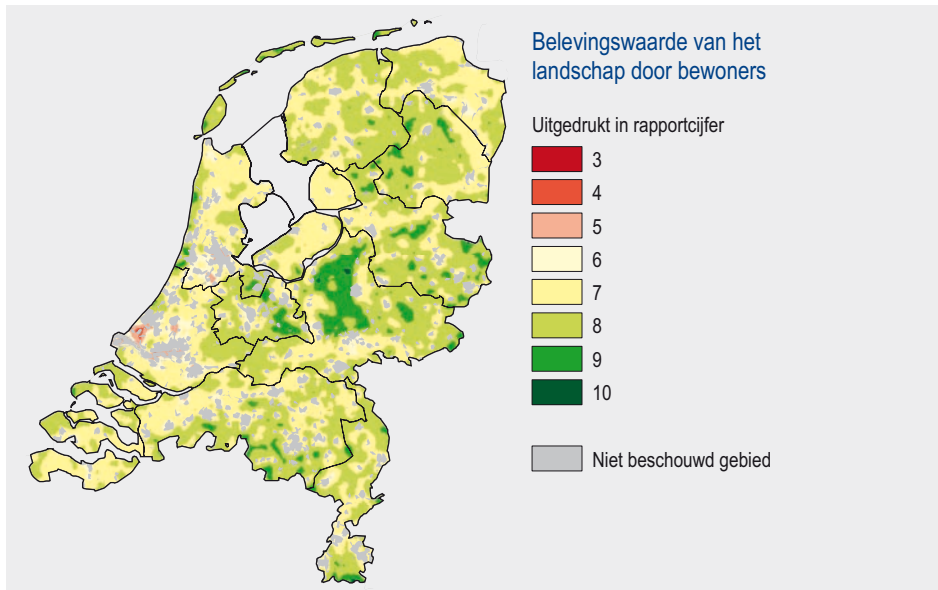 Belevingswaarde van het
landschap door bewoners
Uitgedrukt in rapportcijfer
3
4
5
6
7
8
9
10
Niet beschouwd gebied